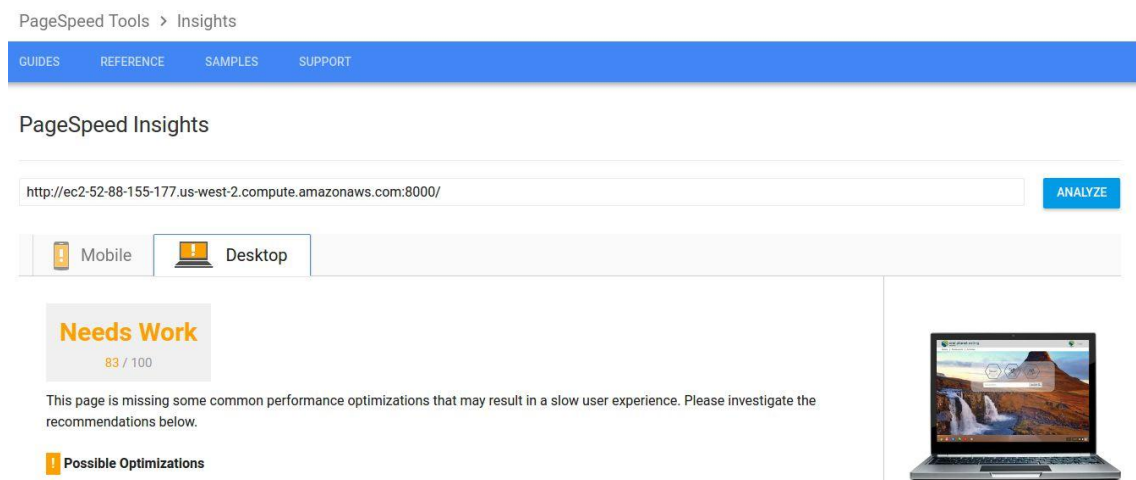 PageSpeed Tools > Insights
GUIDES REFERENCE SAMPLES SUPPORT
PageSpeed Insights
http://ec2-52-88-155-177.us-west-2.compute.amazonaws.com:8000/ ANALYZE
Mobile Desktop
Needs Work
83 / 100
This page is missing some common performance optimizations that may result in a slow user experience. Please investigate the
recommendations below.
! Possible Optimizations